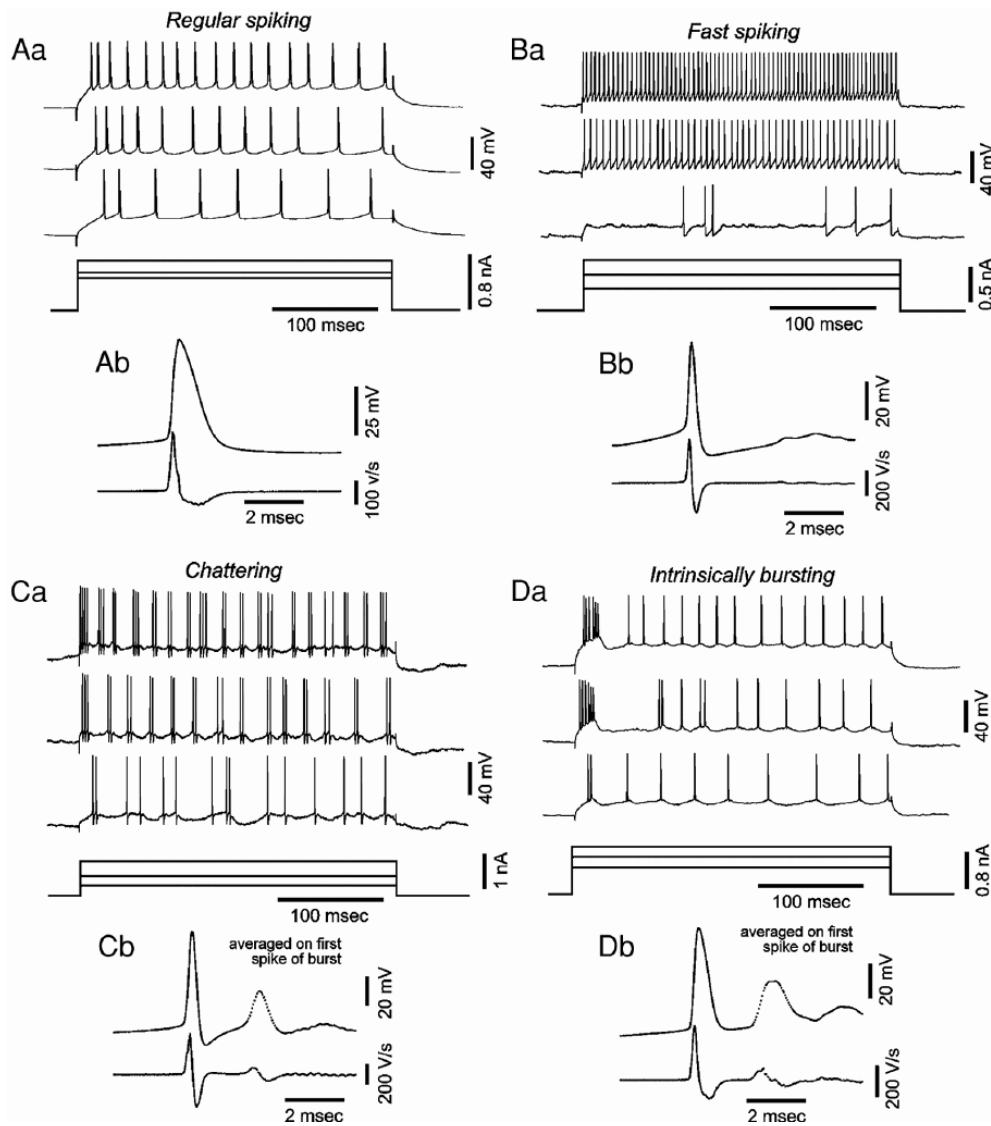 Regular spiking
Aa
40 mV
0.8 nA
100 msec
Ab
25 mV
100 v/s
2 msec
Fast spiking
Ba
40 mV
0.5 nA
100 msec
Bb
20 mV
200 V/s
2 msec
Chattering
Ca
40 mV
1 nA
100 msec
Cb
averaged on first
spike of burst
20 mV
200 V/s
2 msec
Intrinsically bursting
Da
40 mV
0.8 nA
100 msec
Db
averaged on first
spike of burst
20 mV
200 V/s
2 msec